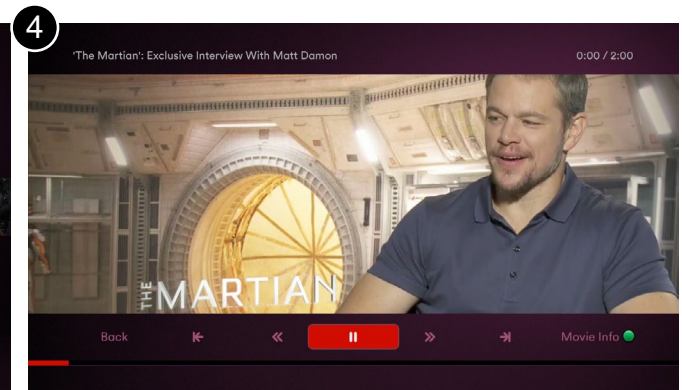 4
'The Martian': Exclusive Interview With Matt Damon
0:00 / 2:00
THE MARTIAN
Back
Movie Info